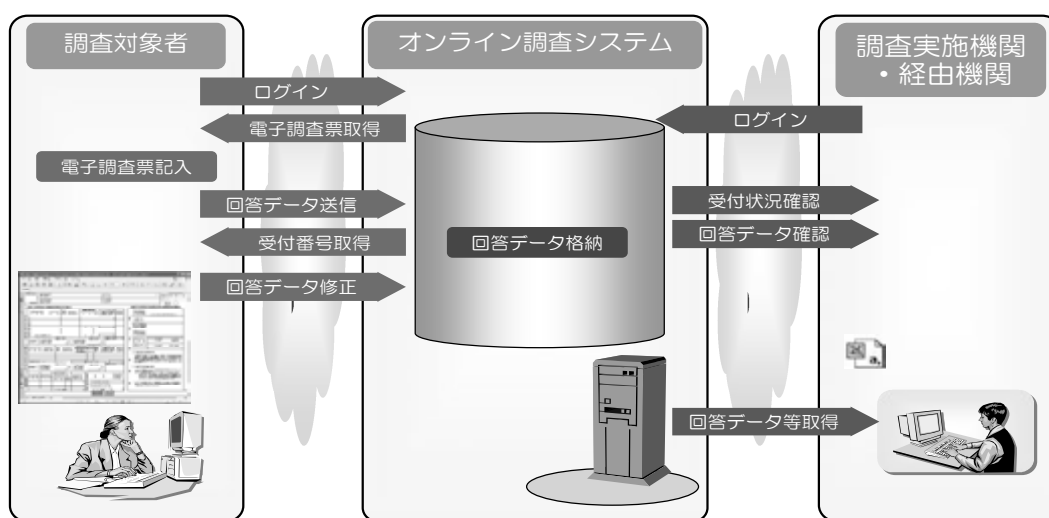 調査対象者
オンライン調査システム
調査実施機関
・経由機関
ログイン
電子調査票取得
電子調査票記入
回答データ送信
受付番号取得
回答データ修正
回答データ格納
ログイン
受付状況確認
回答データ確認
回答データ等取得